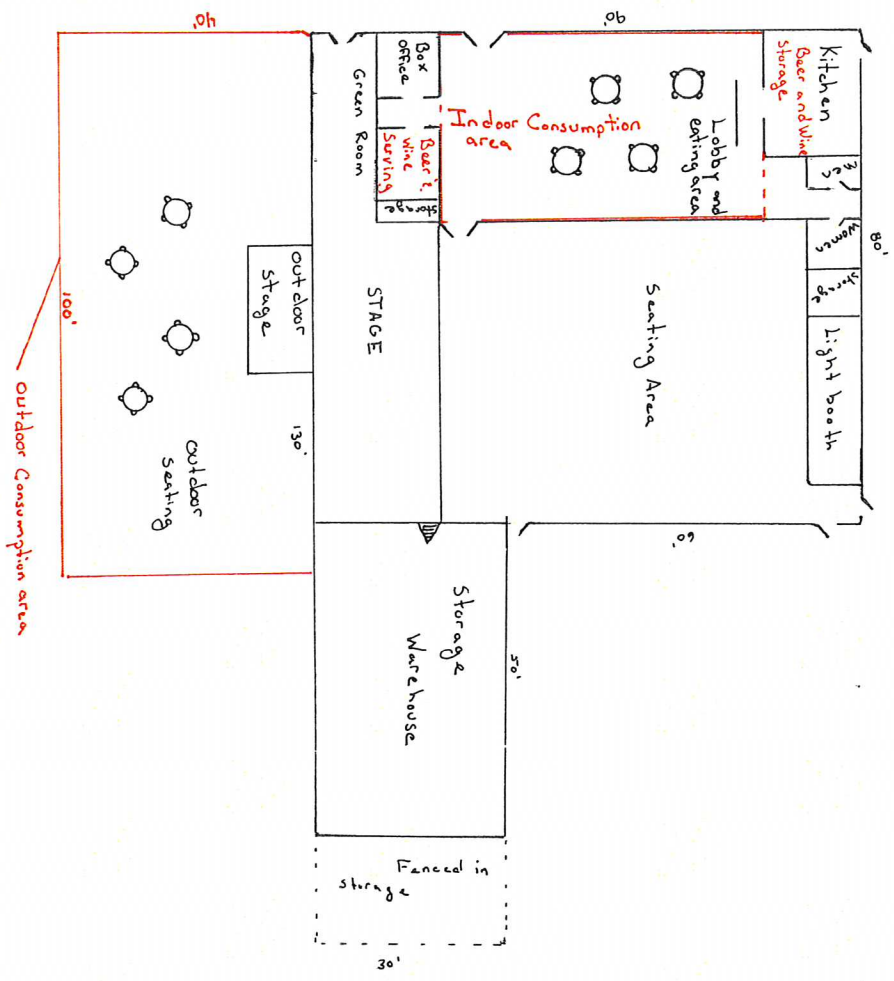 40'
90'
Box
office
Green Room
Beer &
Wine
Serving
Storage
Indoor Consumption
area
Lobby and
eating area
Kitchen
Beer and Wine
Storage
Women
80'
Storage
Light booth
Seating Area
STAGE
outdoor
stage
130'
100'
outdoor
seating
outdoor Consumption area
60'
Storage
Warehouse
50'
Fenced in
storage
30'